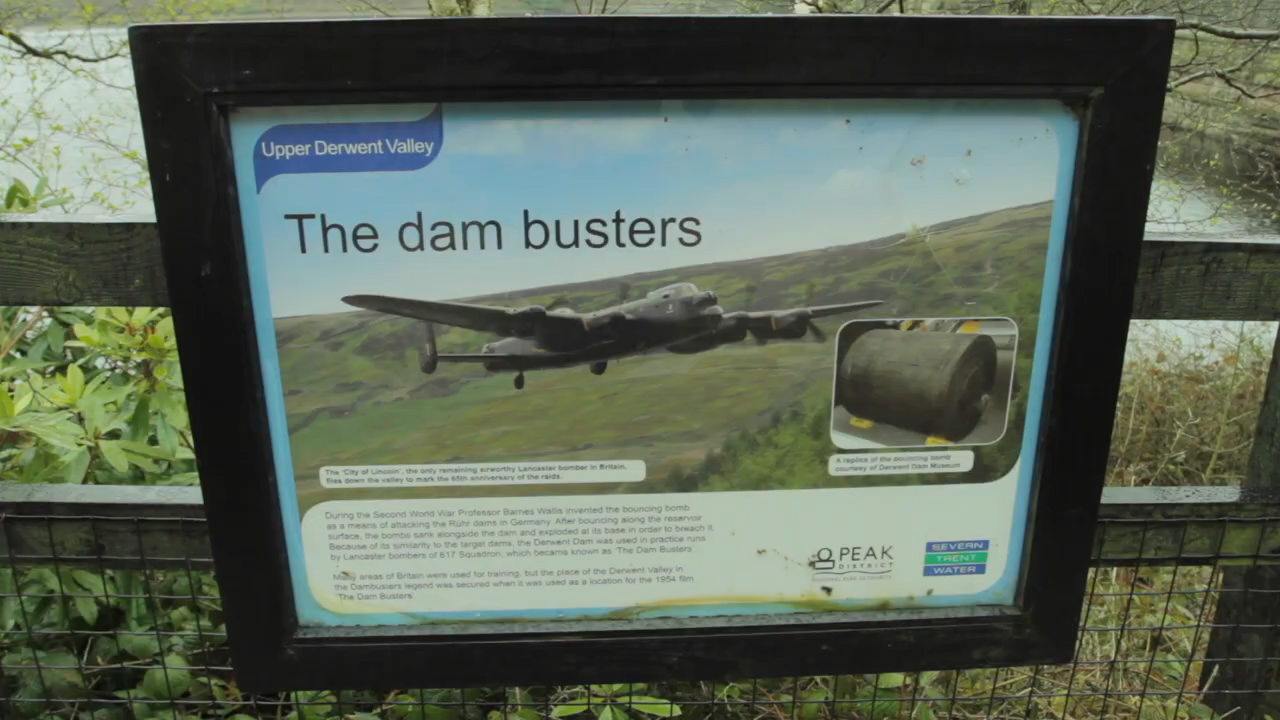 Upper Derwent Valley
The dam busters
The 'City of Lincoln', the only remaining airworthy Lancaster bomber in Britain,
flies down the valley to mark the 65th anniversary of the raids.
A replica of the bouncing bomb
courtesy of Derwent Dam Museum
During the Second World War Professor Barnes Wallis invented the bouncing bomb
as a means of attacking the Rühr dams in Germany. After bouncing along the reservoir
surface, the bombs sank alongside the dam and exploded at its base in order to breach it.
Because of its similarity to the target dams, the Derwent Dam was used in practice runs
by Lancaster bombers of 617 Squadron, which became known as 'The Dam Busters'
Many areas of Britain were used for training, but the place of the Derwent Valley in
the Dambusters legend was secured when it was used as a location for the 1954 film
'The Dam Busters'
PEAK
DISTRICT
SEVERN
TRENT
WATER